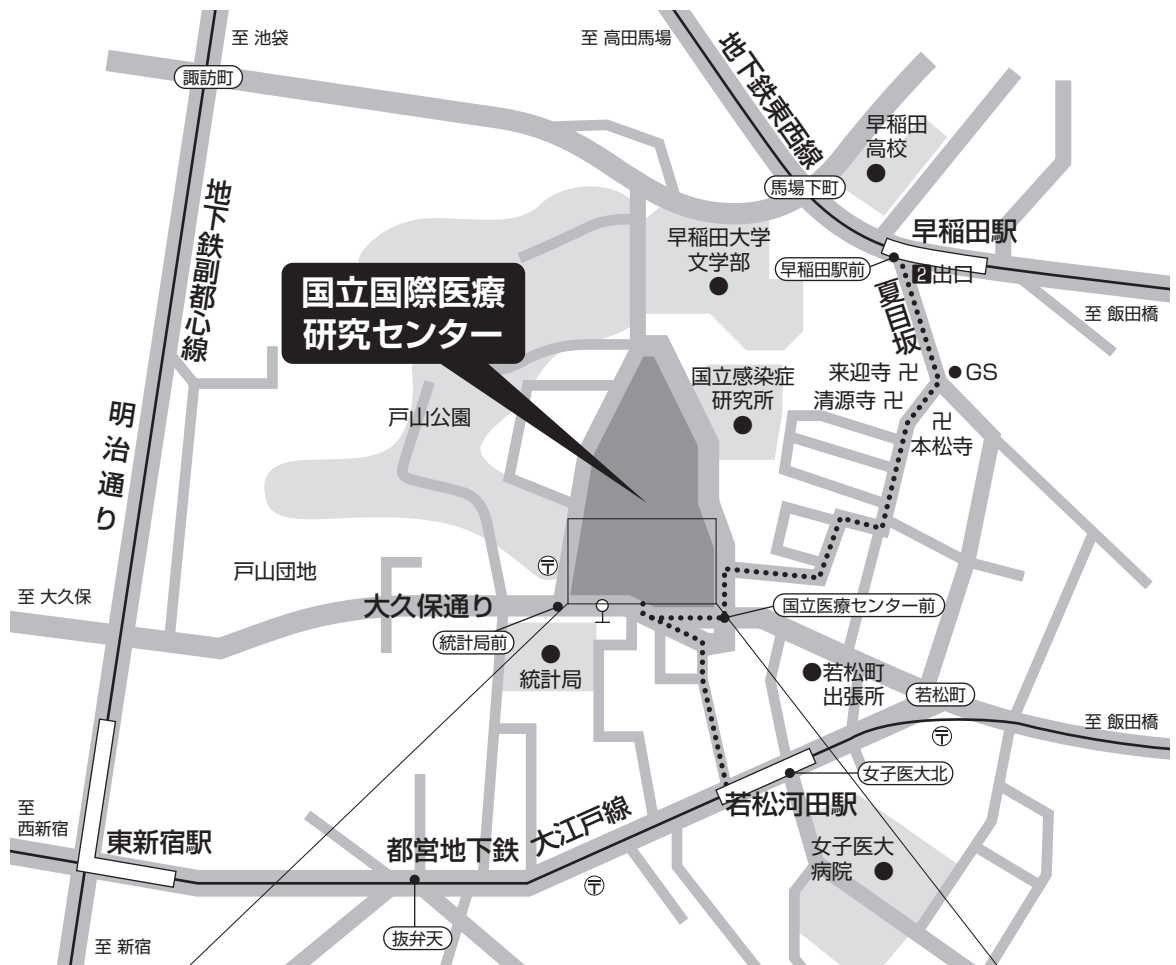 至 池袋
至 高田馬場
諏訪町
地下鉄東西線
早稲田
高校
馬場下町
地下鉄副都心線
早稲田駅
早稲田大学
文学部
早稲田駅前
2出口
国立国際医療
研究センター
夏目坂
至 飯田橋
国立感染症
研究所
来迎寺 卍
GS
清源寺 卍
卍
本松寺
戸山公園
明治通り
戸山団地
〒
至 大久保
大久保通り
国立医療センター前
統計局前
統計局
若松町
出張所
若松町
至 飯田橋
〒
女子医大北
若松河田駅
至
西新宿
東新宿駅
都営地下鉄 大江戸線
女子医大
病院
〒
抜弁天
至 新宿